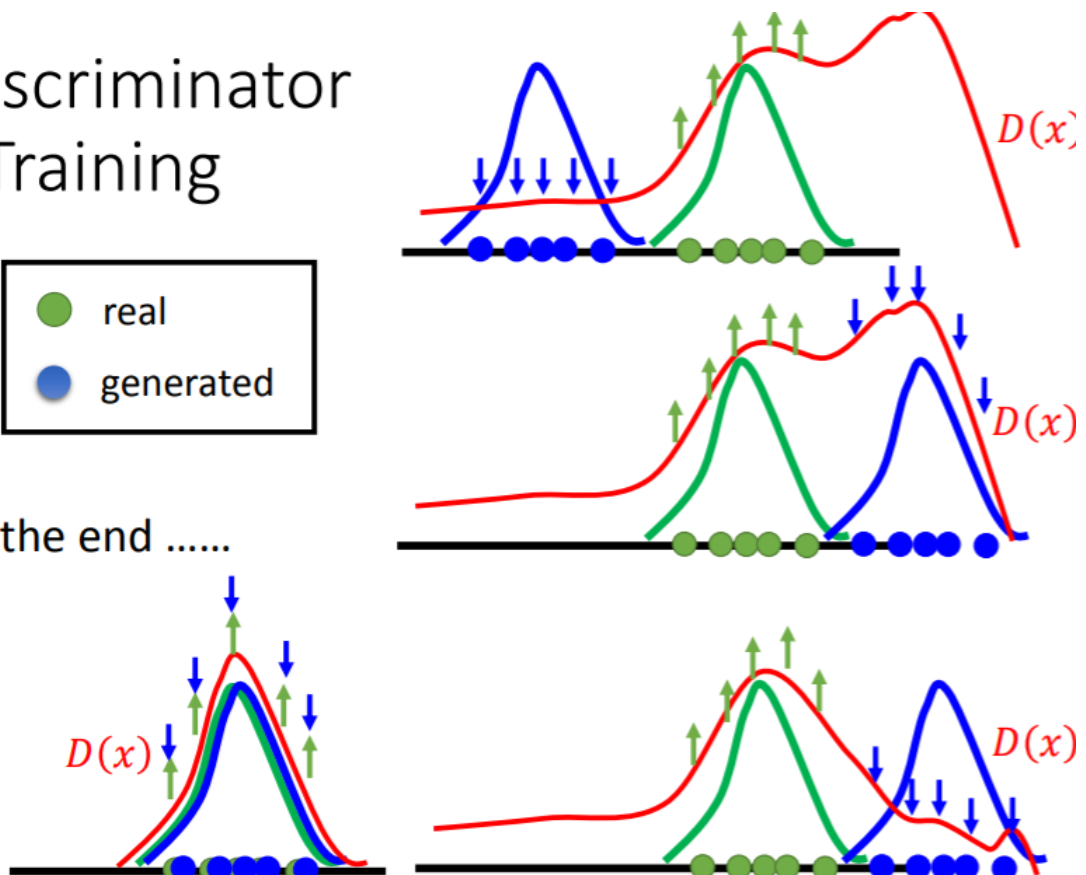 scriminator
Training
real
generated
the end ......
D(x)
D(x)
D(x)
D(x)